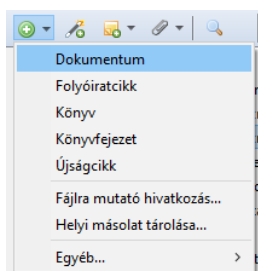 Dokumentum
Folyóiratcikk
Könyv
Könyvfejezet
Újságcikk
Fájlra mutató hivatkozás...
Helyi másolat tárolása...
Egyéb...